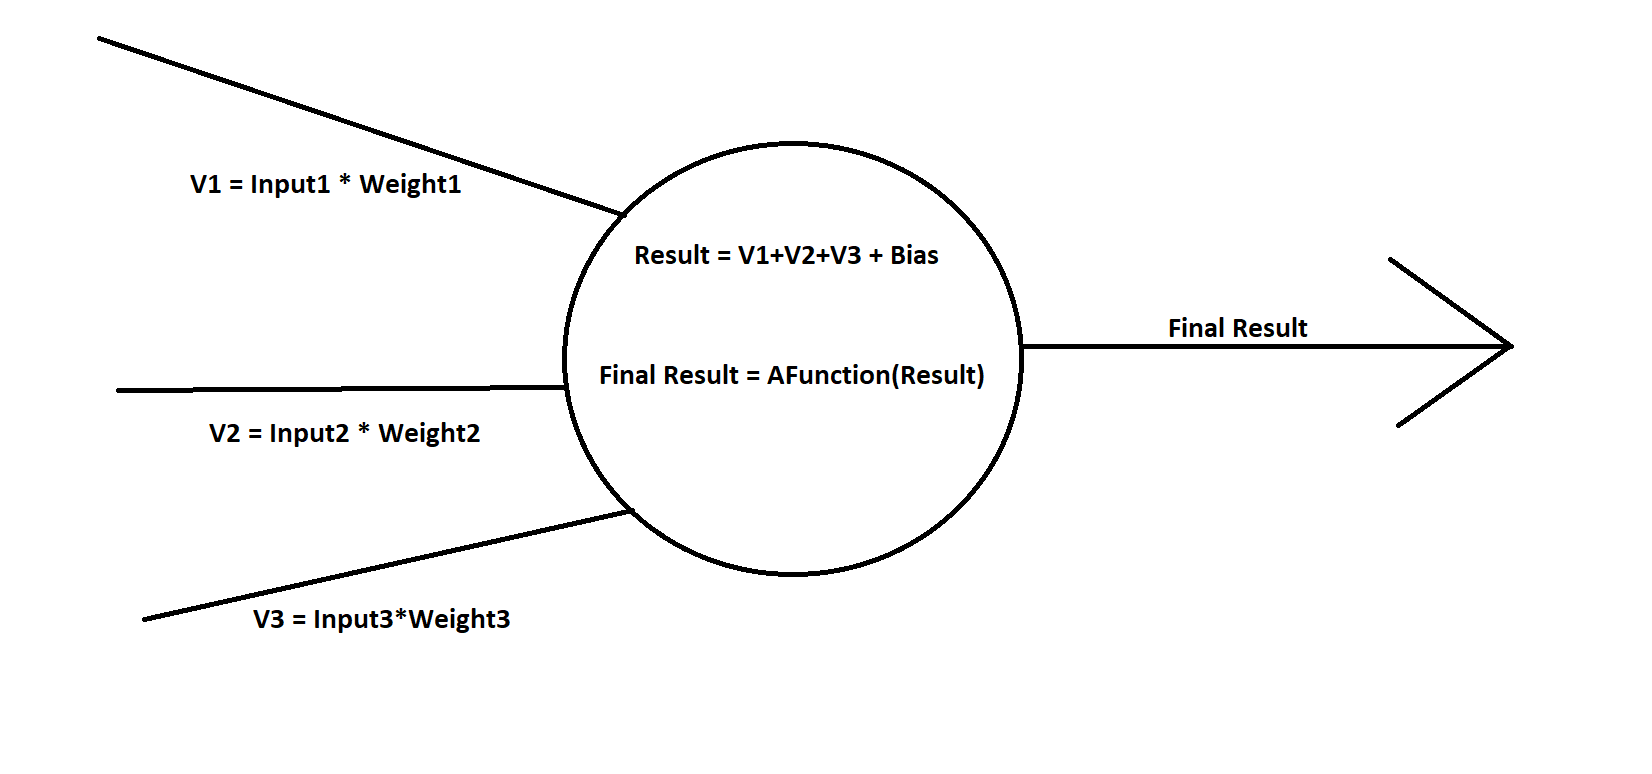 V1 = Input1 * Weight1
Result = V1+V2+V3 + Bias
Final Result
Final Result = AFunction(Result)
V2 = Input2 * Weight2
V3 = Input3*Weight3